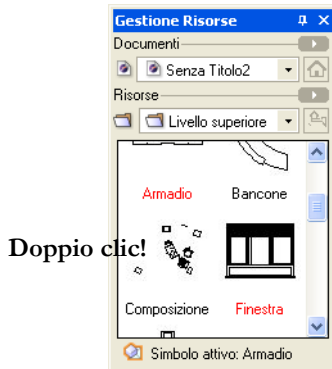 Gestione Risorse
Documenti
Senza Titolo2
Risorse
Livello superiore
Armadio Bancone
Doppio clic!
Composizione Finestra
Simbolo attivo: Armadio